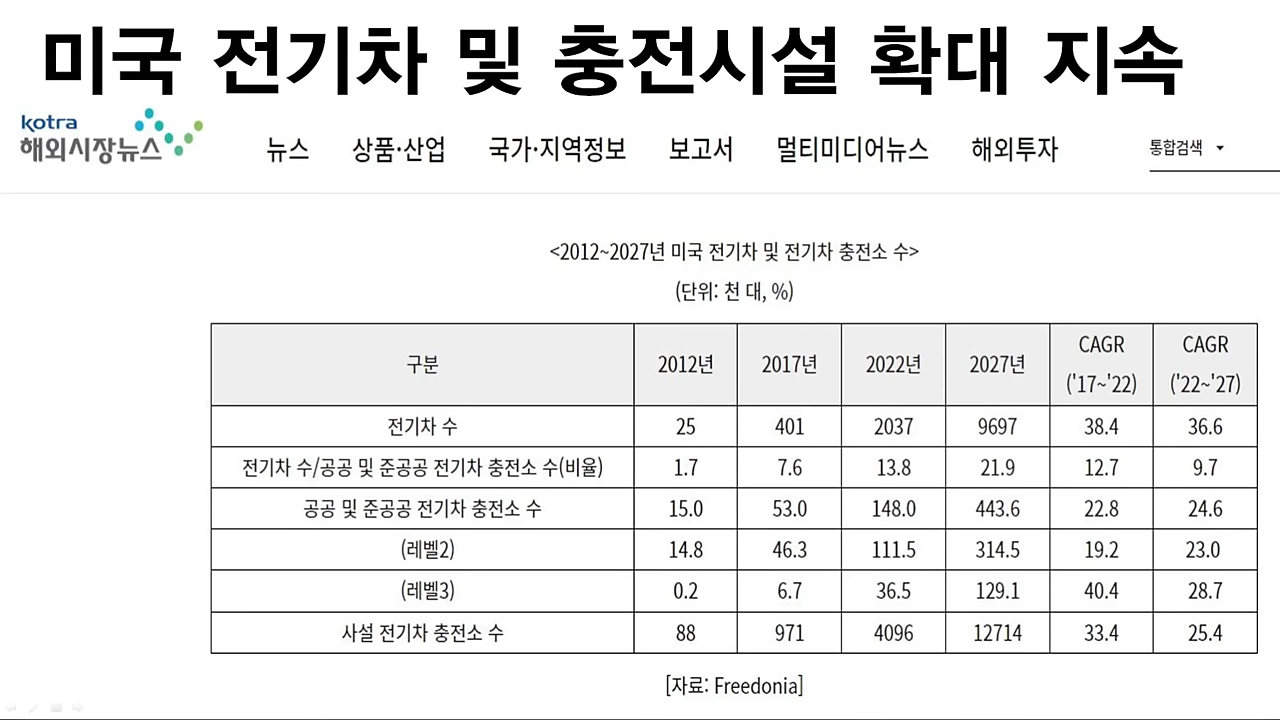 미국 전기차 및 충전시설 확대 지속
kotra
해외시장뉴스
뉴스 상품·산업 국가·지역정보 보고서 멀티미디어뉴스 해외투자 통합검색
<2012~2027년 미국 전기차 및 전기차 충전소 수>
(단위: 천 대, %)
구분 2012년 2017년 2022년 2027년 CAGR ('17~'22) CAGR ('22~'27)
전기차 수 25 401 2037 9697 38.4 36.6
전기차 수/공공 및 준공공 전기차 충전소 수(비율) 1.7 7.6 13.8 21.9 12.7 9.7
공공 및 준공공 전기차 충전소 수 15.0 53.0 148.0 443.6 22.8 24.6
(레벨2) 14.8 46.3 111.5 314.5 19.2 23.0
(레벨3) 0.2 6.7 36.5 129.1 40.4 28.7
사설 전기차 충전소 수 88 971 4096 12714 33.4 25.4
[자료: Freedonia]